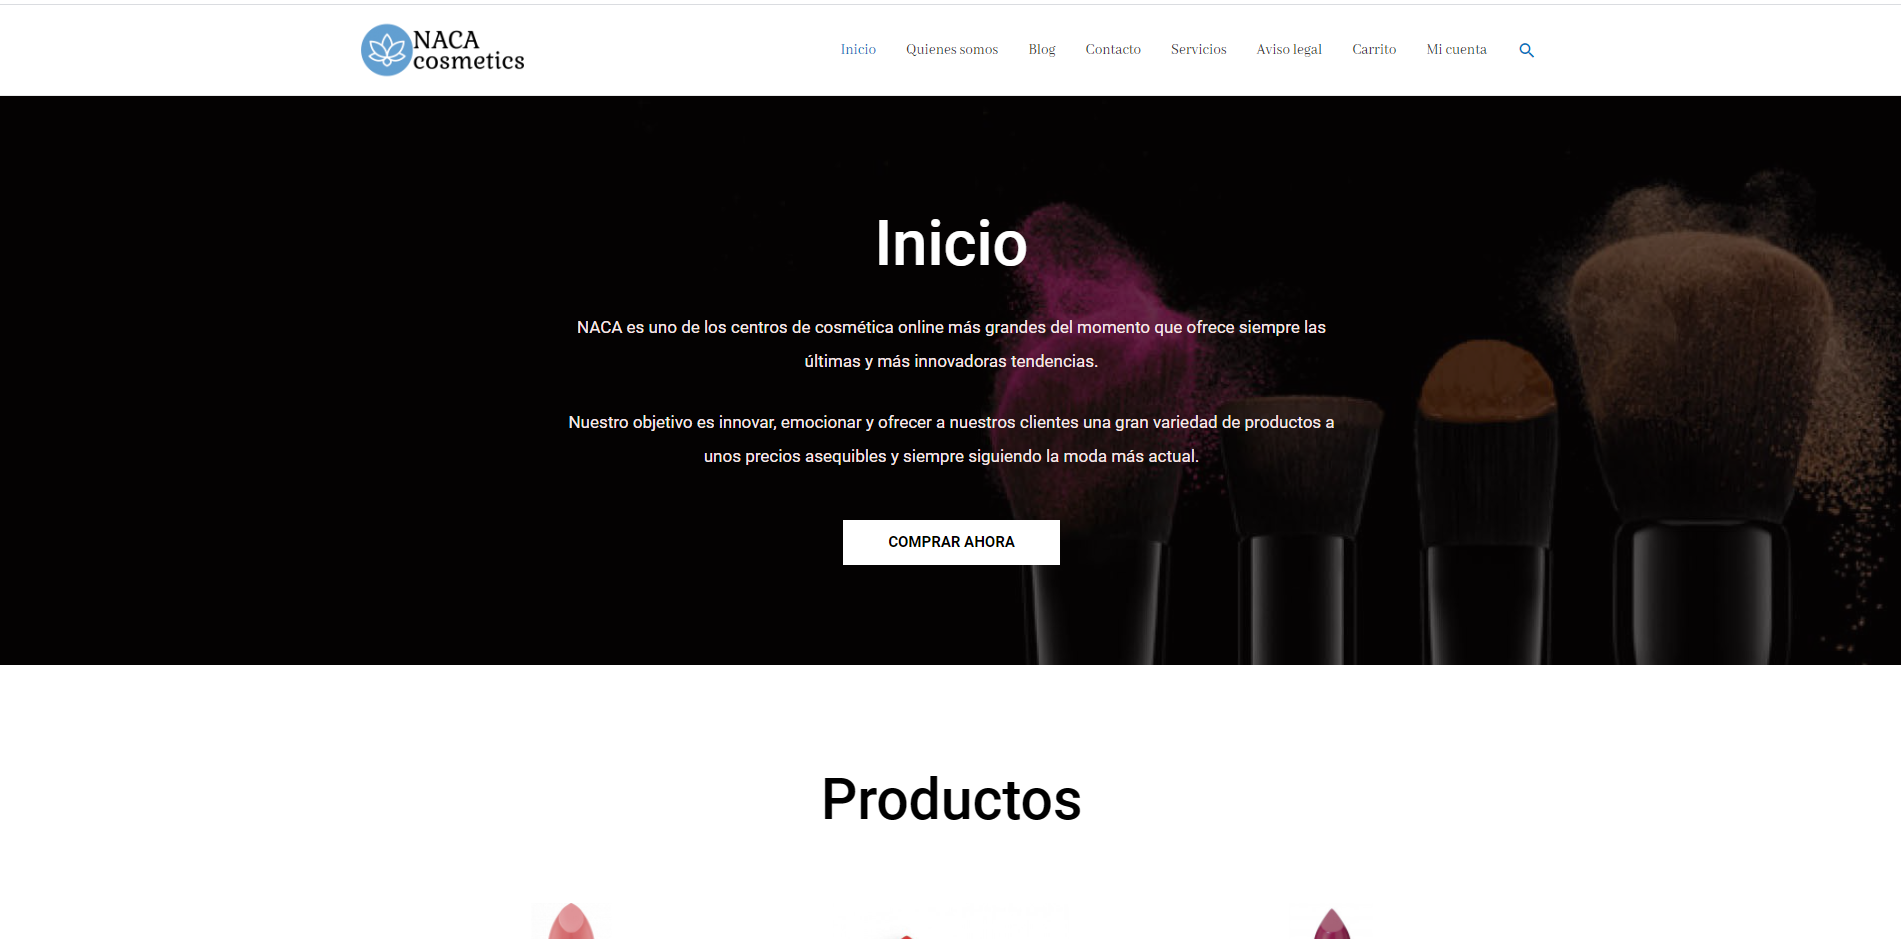 NACA
cosmetics
Inicio
Quienes somos
Blog
Contacto
Servicios
Aviso legal
Carrito
Mi cuenta
Inicio
NACA es uno de los centros de cosmética online más grandes del momento que ofrece siempre las
últimas y más innovadoras tendencias.
Nuestro objetivo es innovar, emocionar y ofrecer a nuestros clientes una gran variedad de productos a
unos precios asequibles y siempre siguiendo la moda más actual.
COMPRAR AHORA
Productos